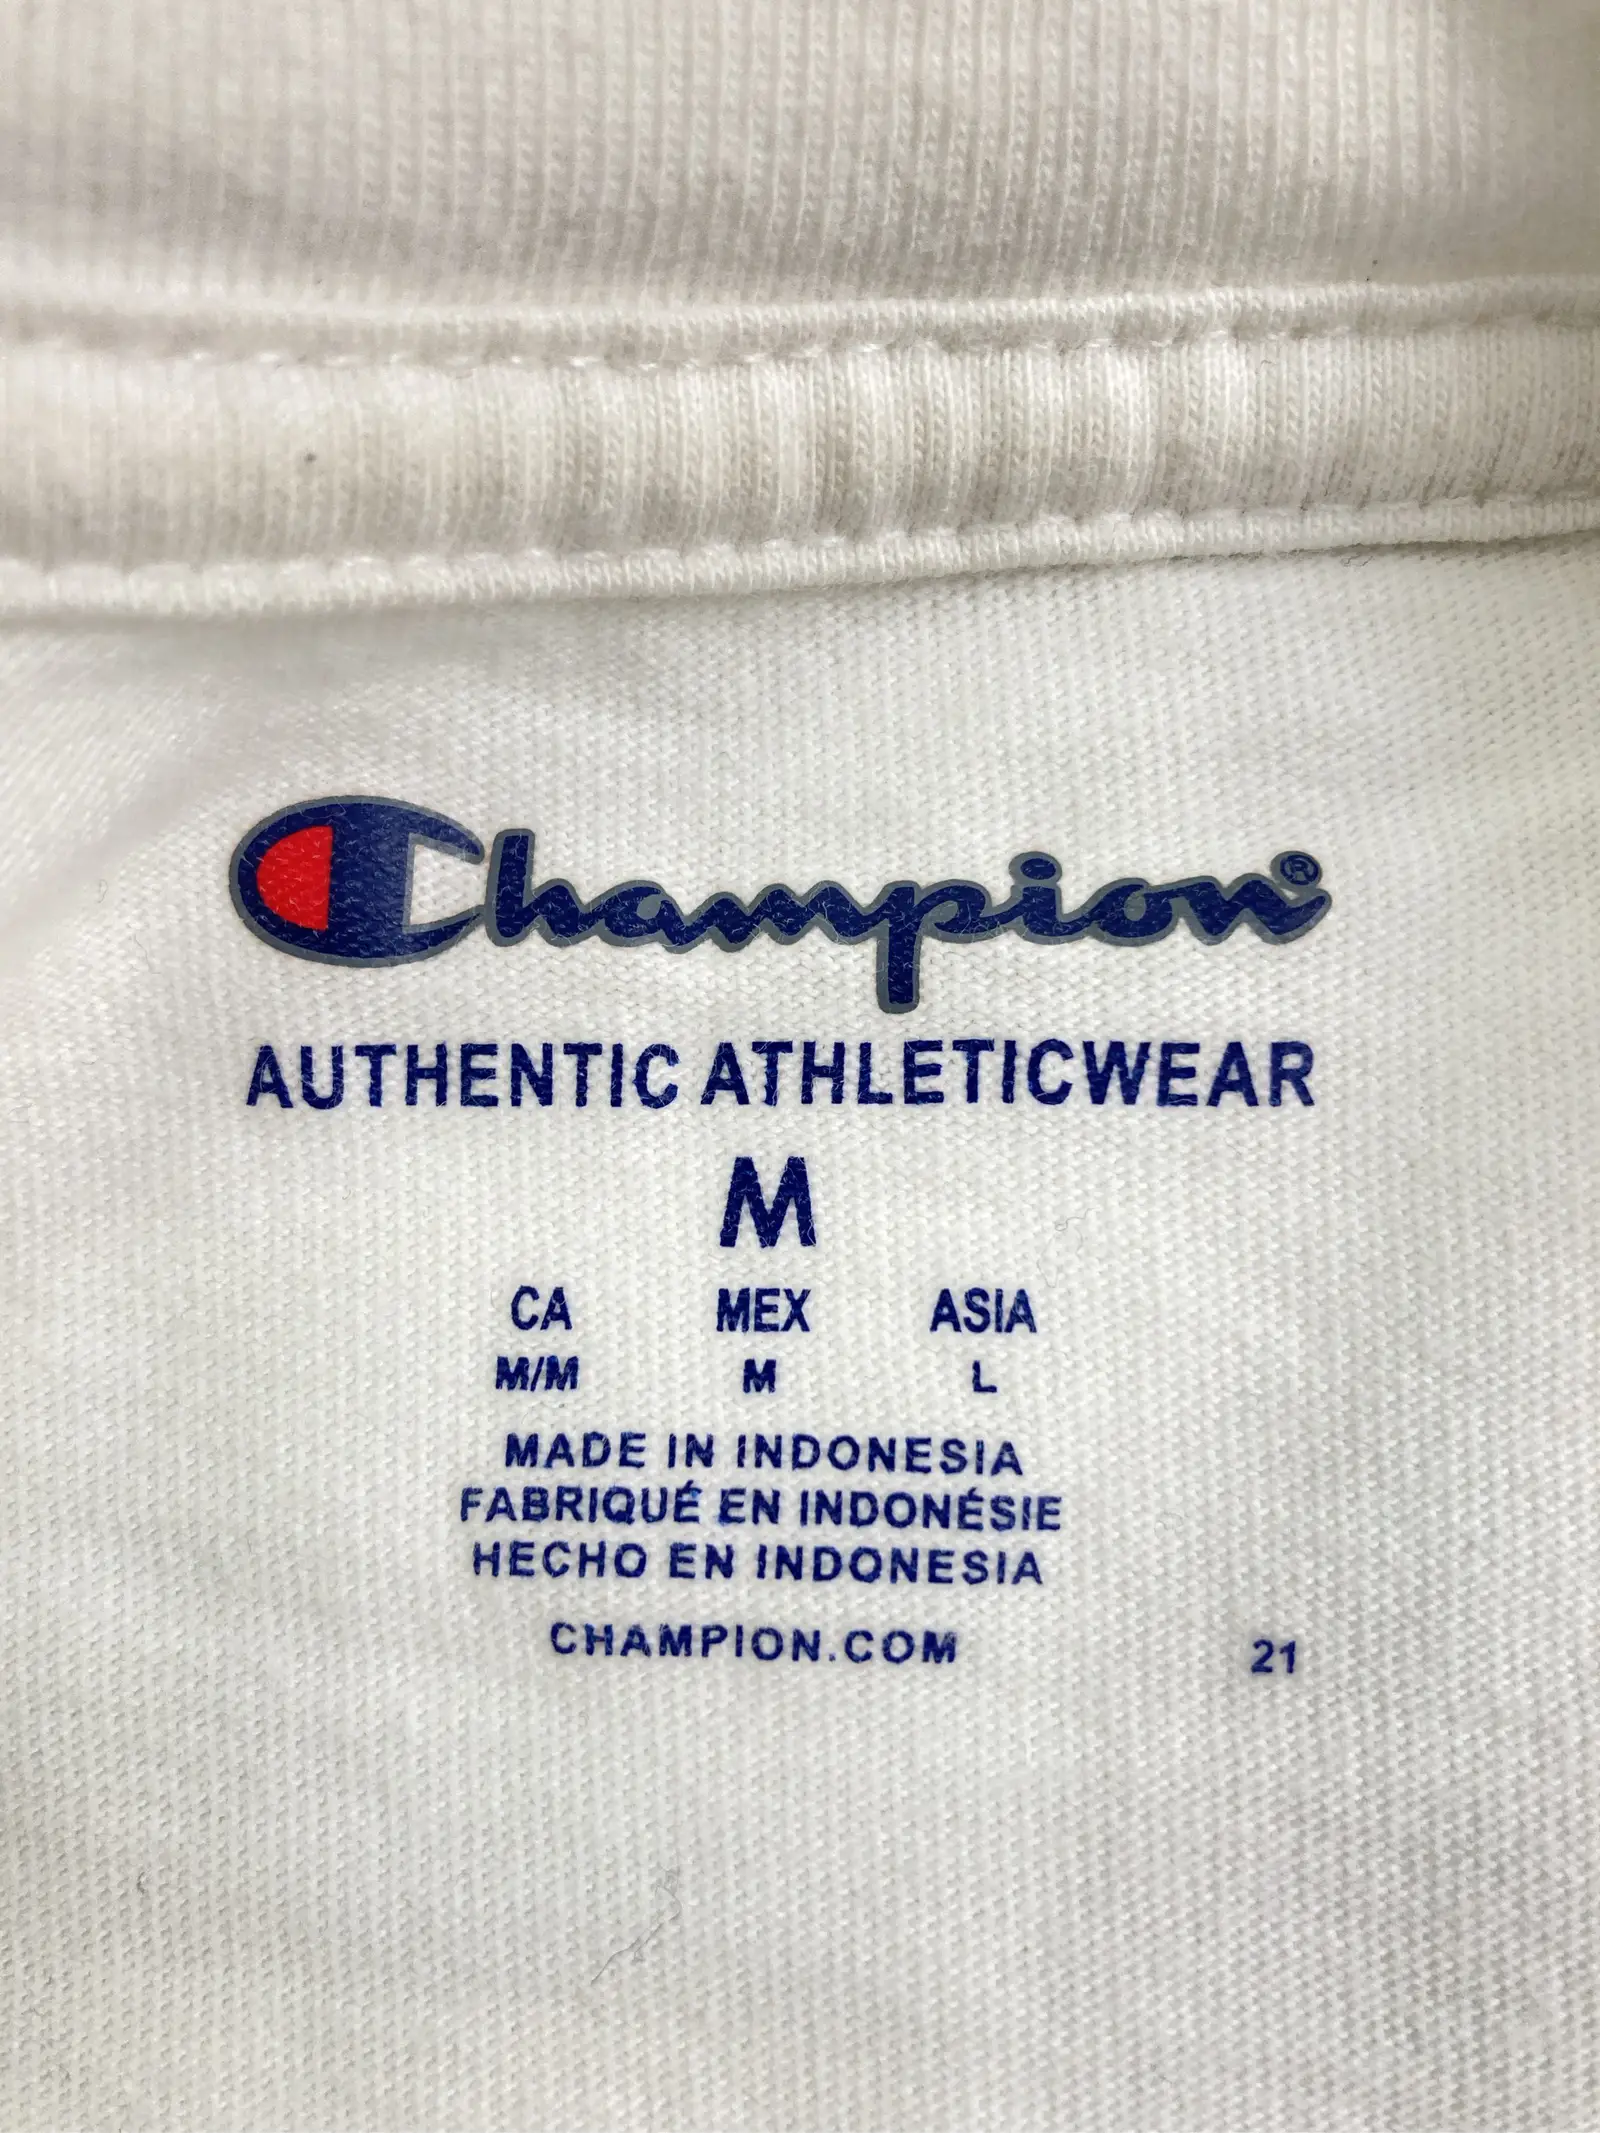 Champion®
AUTHENTIC ATHLETICWEAR
M
CA MEX ASIA
M/M M L
MADE IN INDONESIA
FABRIQUÉ EN INDONÉSIE
HECHO EN INDONESIA
CHAMPION.COM 21